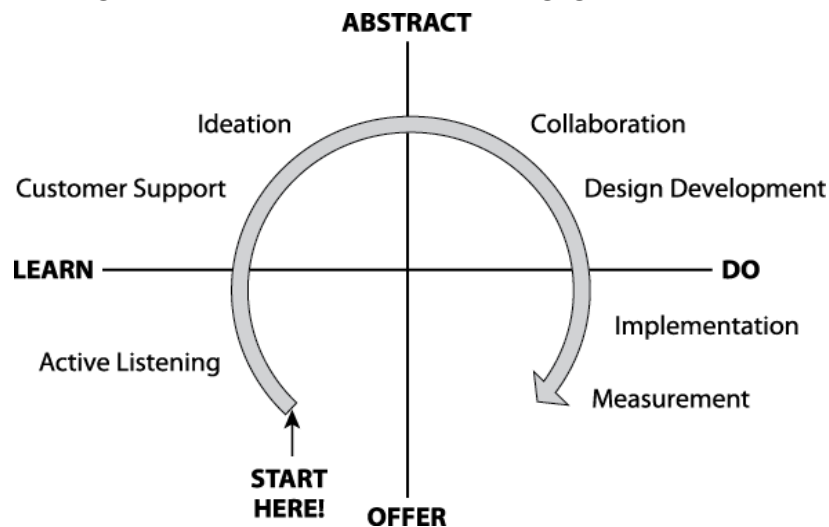 ABSTRACT
Ideation
Collaboration
Customer Support
Design Development
LEARN
DO
Implementation
Active Listening
Measurement
START
HERE!
OFFER